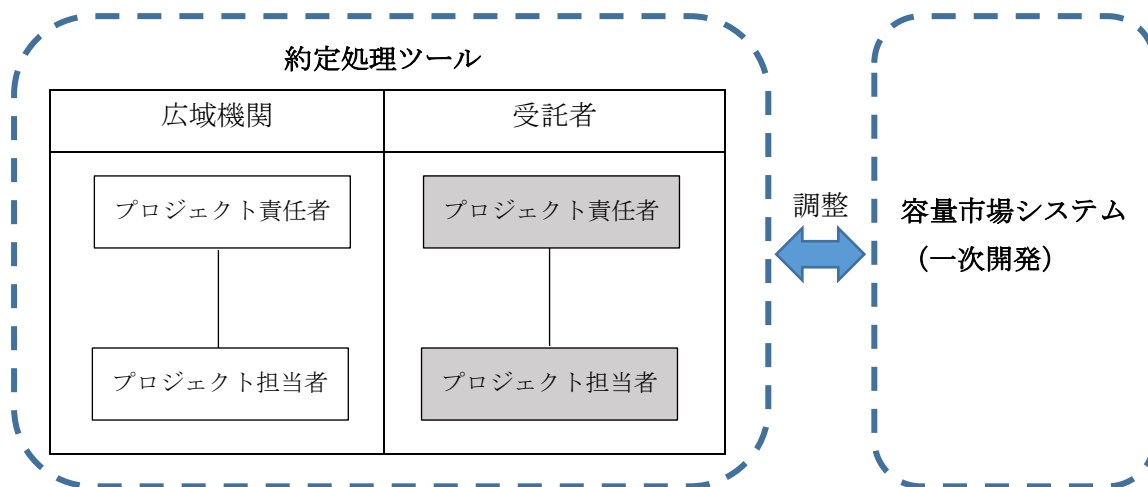 約定処理ツール
広域機関
受託者
プロジェクト責任者
プロジェクト責任者
プロジェクト担当者
プロジェクト担当者
調整
容量市場システム
（一次開発）